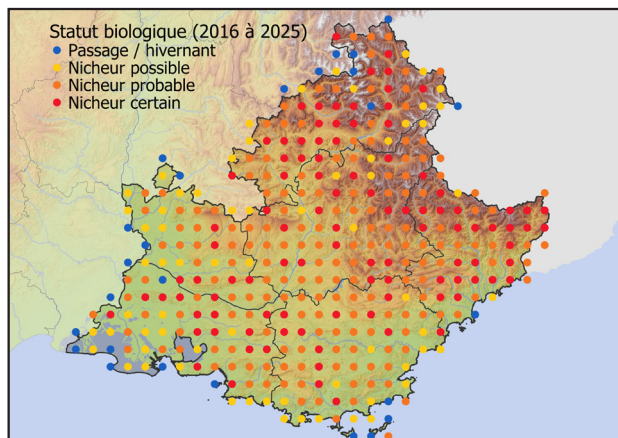 Statut biologique (2016 à 2025)
Passage / hivernant
Nicheur possible
Nicheur probable
Nicheur certain